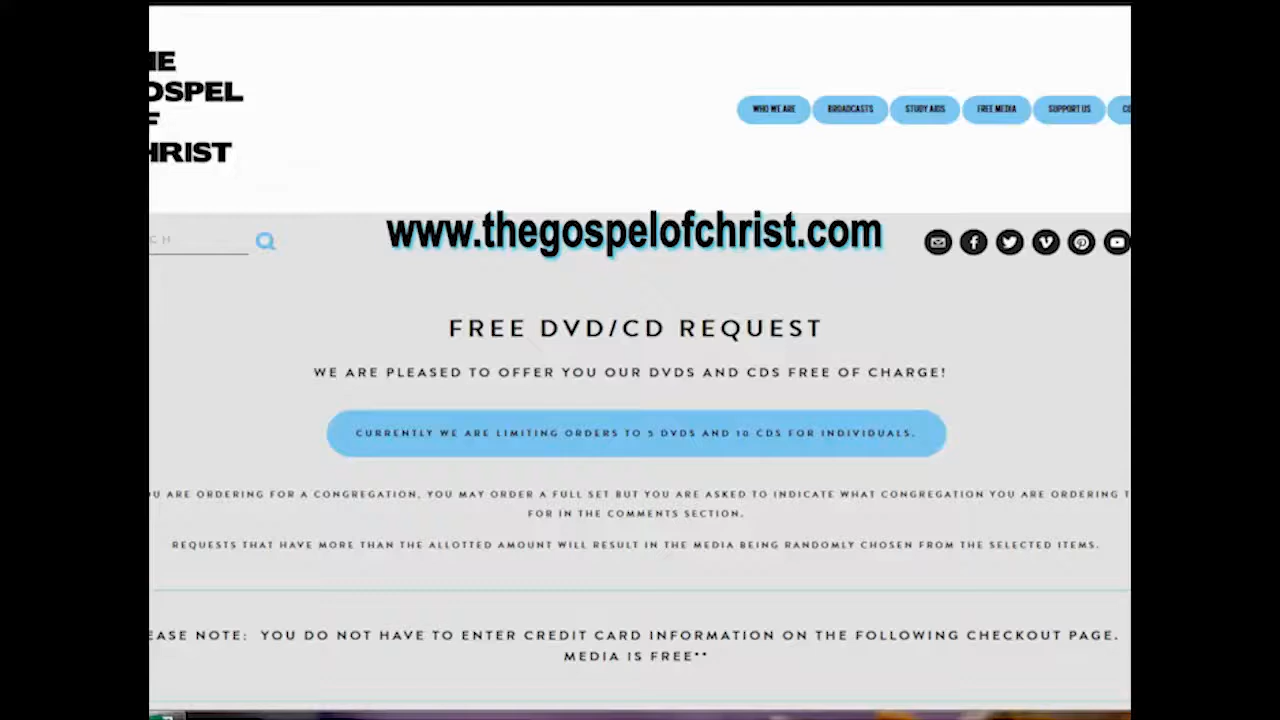 HE
OSPEL
F
HRIST
WHO WE ARE
BROADCASTS
STUDY AIDS
FREE MEDIA
SUPPORT US
CO
CH
www.thegospelofchrist.com
FREE DVD/CD REQUEST
WE ARE PLEASED TO OFFER YOU OUR DVDS AND CDS FREE OF CHARGE!
CURRENTLY WE ARE LIMITING ORDERS TO 5 DVDS AND 10 CDS FOR INDIVIDUALS.
OU ARE ORDERING FOR A CONGREGATION, YOU MAY ORDER A FULL SET BUT YOU ARE ASKED TO INDICATE WHAT CONGREGATION YOU ARE ORDERING T
FOR IN THE COMMENTS SECTION.
REQUESTS THAT HAVE MORE THAN THE ALLOTTED AMOUNT WILL RESULT IN THE MEDIA BEING RANDOMLY CHOSEN FROM THE SELECTED ITEMS.
EASE NOTE: YOU DO NOT HAVE TO ENTER CREDIT CARD INFORMATION ON THE FOLLOWING CHECKOUT PAGE.
MEDIA IS FREE**